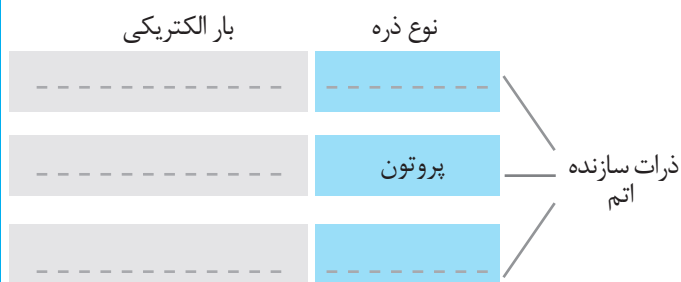 نوع ذره
بار الکتریکی
ذرات سازنده
اتم
پروتون